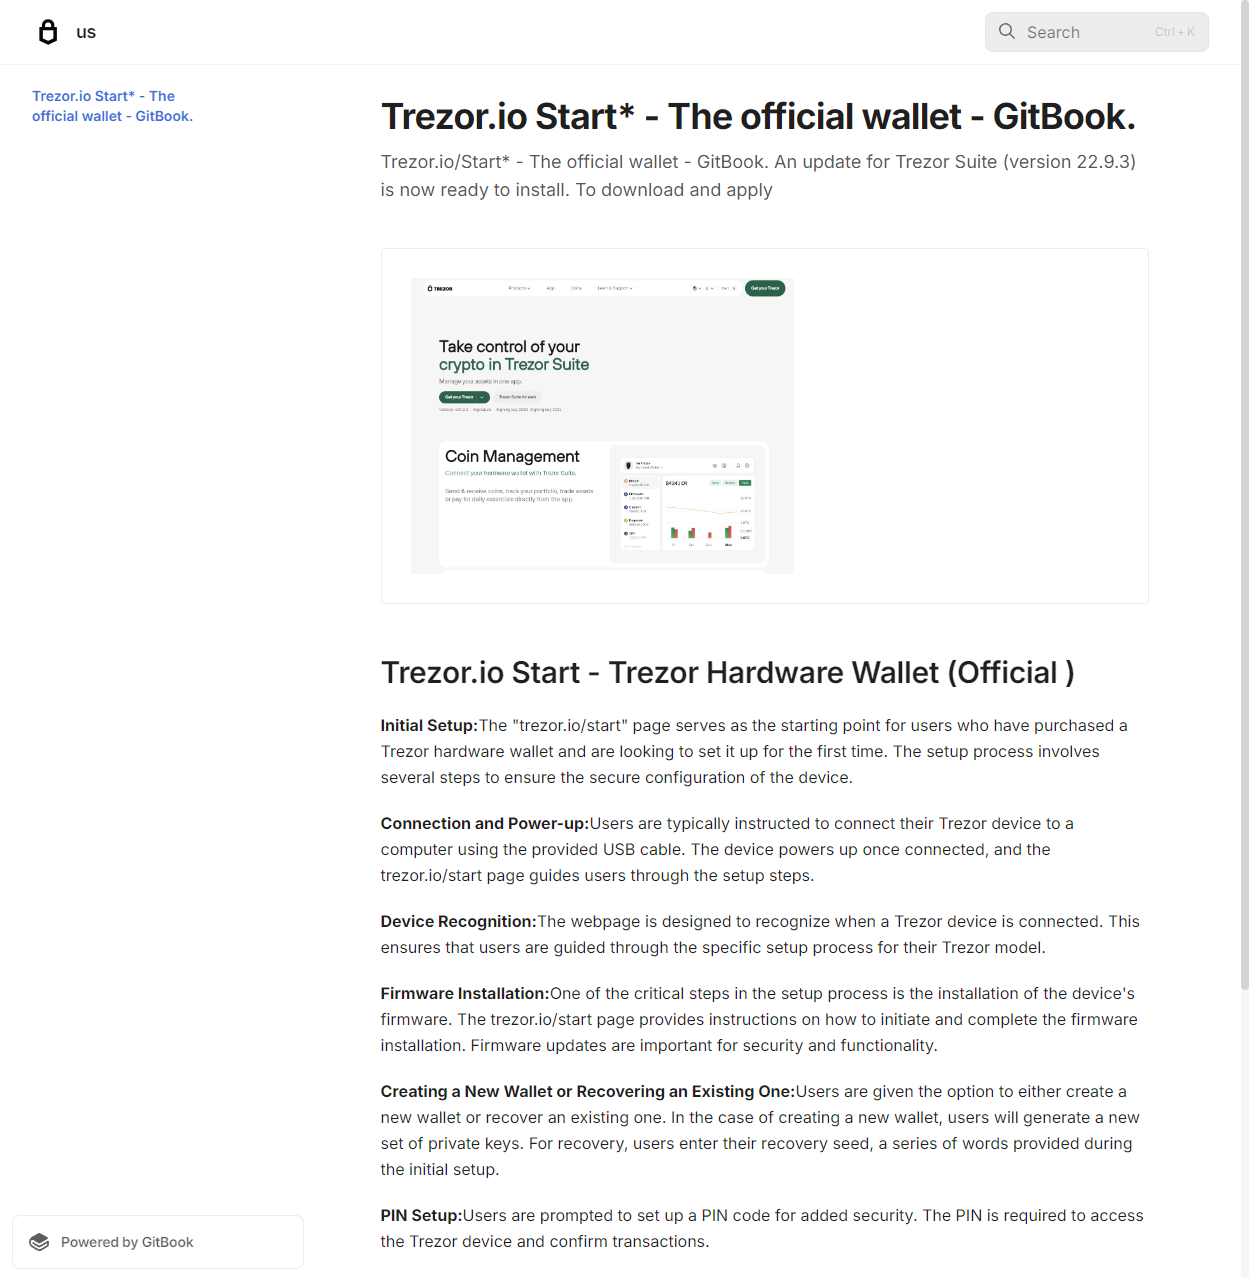 us
Search
Ctrl + K
Trezor.io Start* - The
official wallet - GitBook.
Trezor.io Start* - The official wallet - GitBook.
Trezor.io/Start* - The official wallet - GitBook. An update for Trezor Suite (version 22.9.3)
is now ready to install. To download and apply
TREZOR
Products
App
Coins
Learn & Support
Get your Trezor
Take control of your
crypto in Trezor Suite
Manage your assets in one app.
Get your Trezor
Trezor Suite for web
Coin Management
Connect your hardware wallet with Trezor Suite.
Send & receive coins, track your portfolio, trade assets
or pay for daily essentials directly from the app.
$4341.09
Trezor.io Start - Trezor Hardware Wallet (Official )
Initial Setup:The "trezor.io/start" page serves as the starting point for users who have purchased a
Trezor hardware wallet and are looking to set it up for the first time. The setup process involves
several steps to ensure the secure configuration of the device.
Connection and Power-up:Users are typically instructed to connect their Trezor device to a
computer using the provided USB cable. The device powers up once connected, and the
trezor.io/start page guides users through the setup steps.
Device Recognition:The webpage is designed to recognize when a Trezor device is connected. This
ensures that users are guided through the specific setup process for their Trezor model.
Firmware Installation:One of the critical steps in the setup process is the installation of the device's
firmware. The trezor.io/start page provides instructions on how to initiate and complete the firmware
installation. Firmware updates are important for security and functionality.
Creating a New Wallet or Recovering an Existing One:Users are given the option to either create a
new wallet or recover an existing one. In the case of creating a new wallet, users will generate a new
set of private keys. For recovery, users enter their recovery seed, a series of words provided during
the initial setup.
PIN Setup:Users are prompted to set up a PIN code for added security. The PIN is required to access
the Trezor device and confirm transactions.
Powered by GitBook